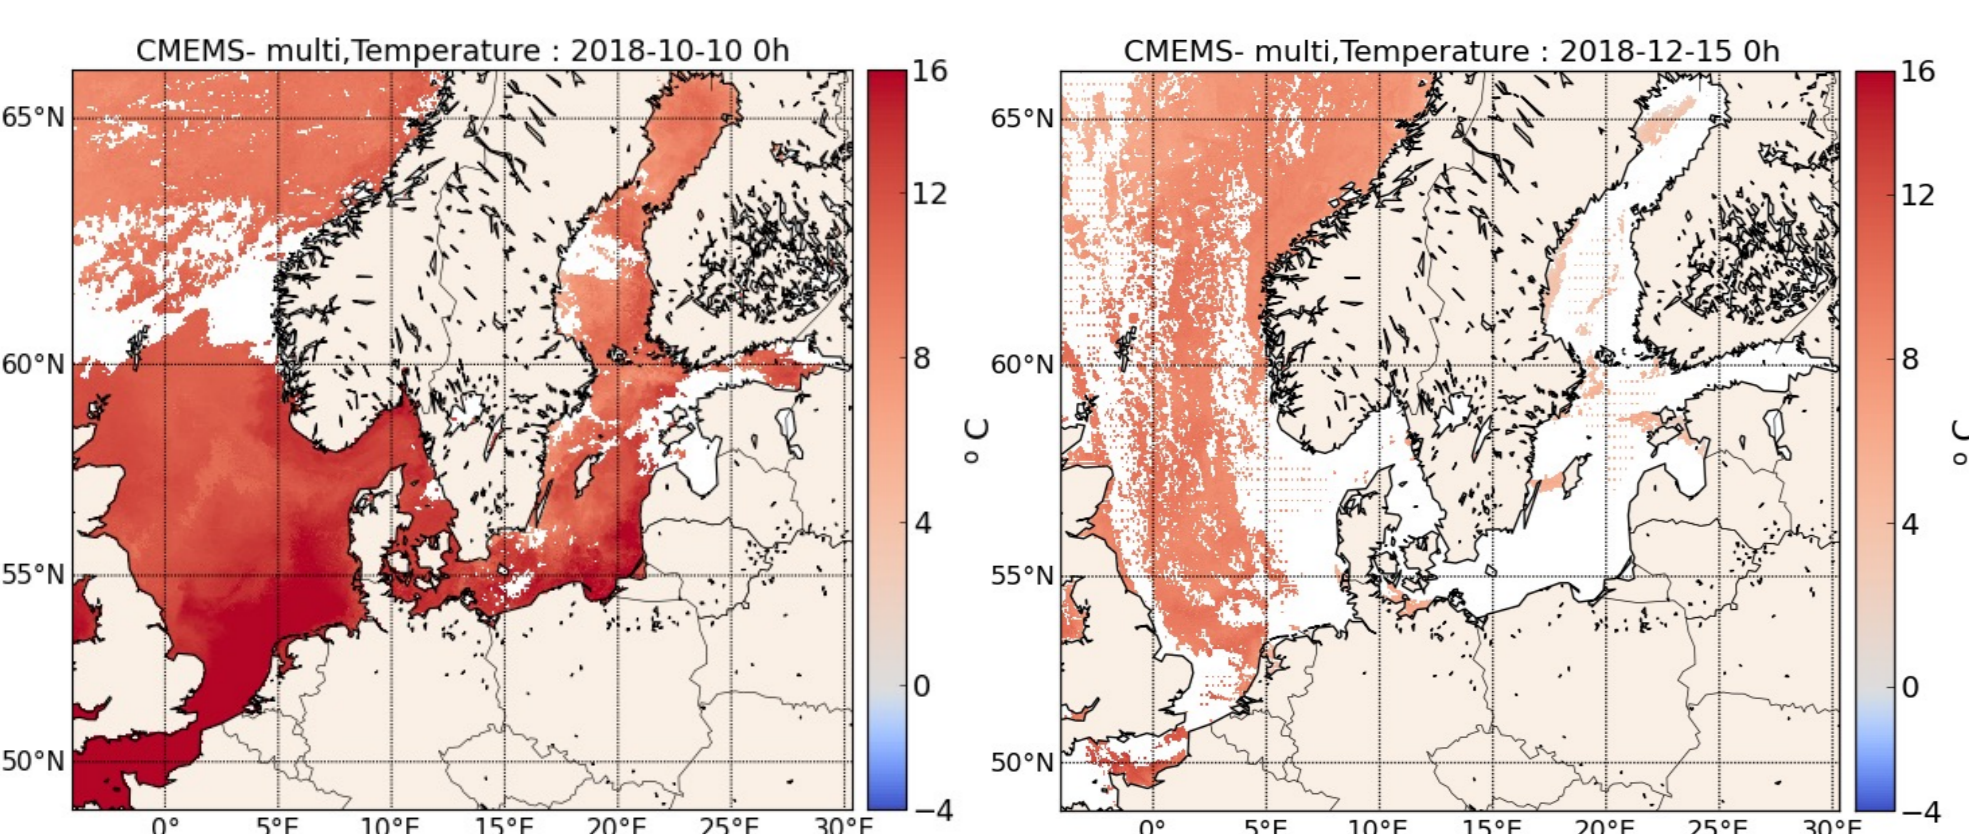 CMEMS- multi,Temperature : 2018-10-10 0h
65°N
60°N
55°N
50°N
0°
5°E
10°E
15°E
20°E
25°E
30°E
16
12
8
4
0
−4
°C
CMEMS- multi,Temperature : 2018-12-15 0h
65°N
60°N
55°N
50°N
0°
5°E
10°E
15°E
20°E
25°E
30°E
16
12
8
4
0
−4
°C